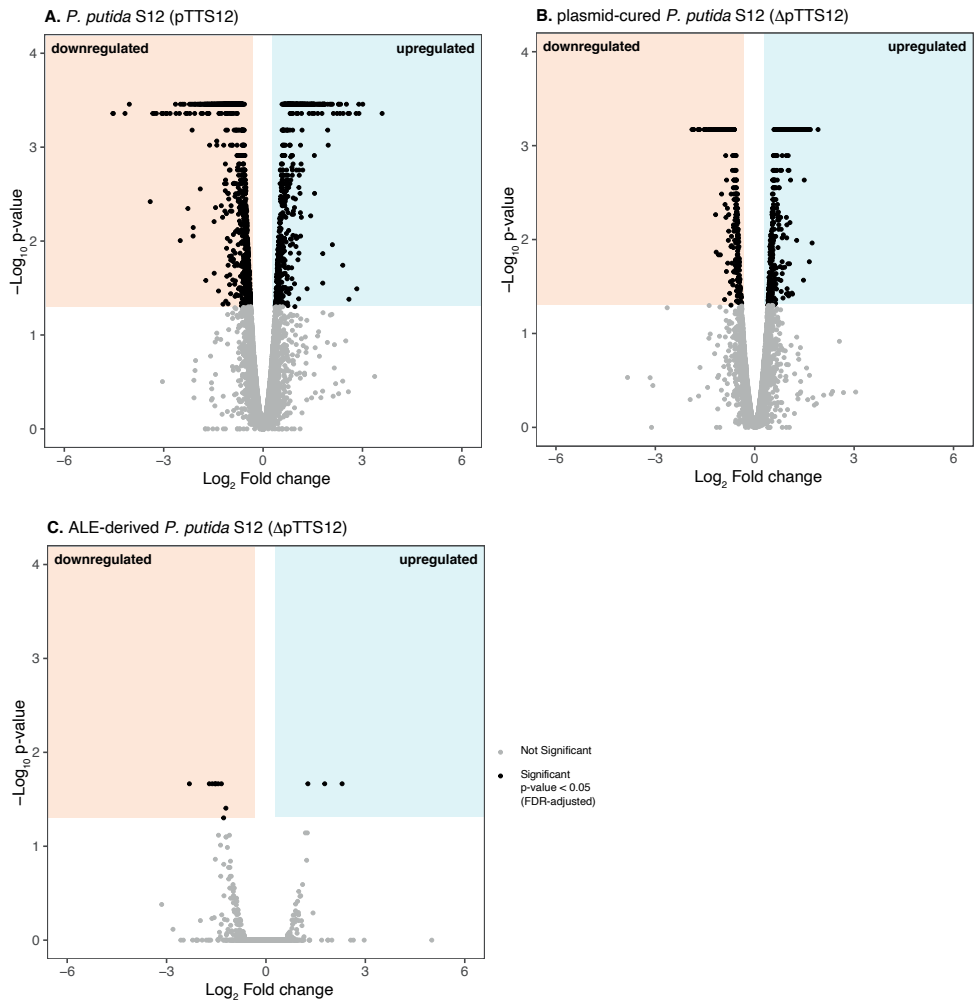 A. P. putida S12 (pTTS12)
downregulated
upregulated
4
3
2
1
0
−Log10 p-value
−6
−3
0
3
6
Log2 Fold change
B. plasmid-cured P. putida S12 (ΔpTTS12)
downregulated
upregulated
4
3
2
1
0
−Log10 p-value
−6
−3
0
3
6
Log2 Fold change
C. ALE-derived P. putida S12 (ΔpTTS12)
downregulated
upregulated
4
3
2
1
0
−Log10 p-value
−6
−3
0
3
6
Log2 Fold change
Not Significant
Significant
p-value < 0.05
(FDR-adjusted)